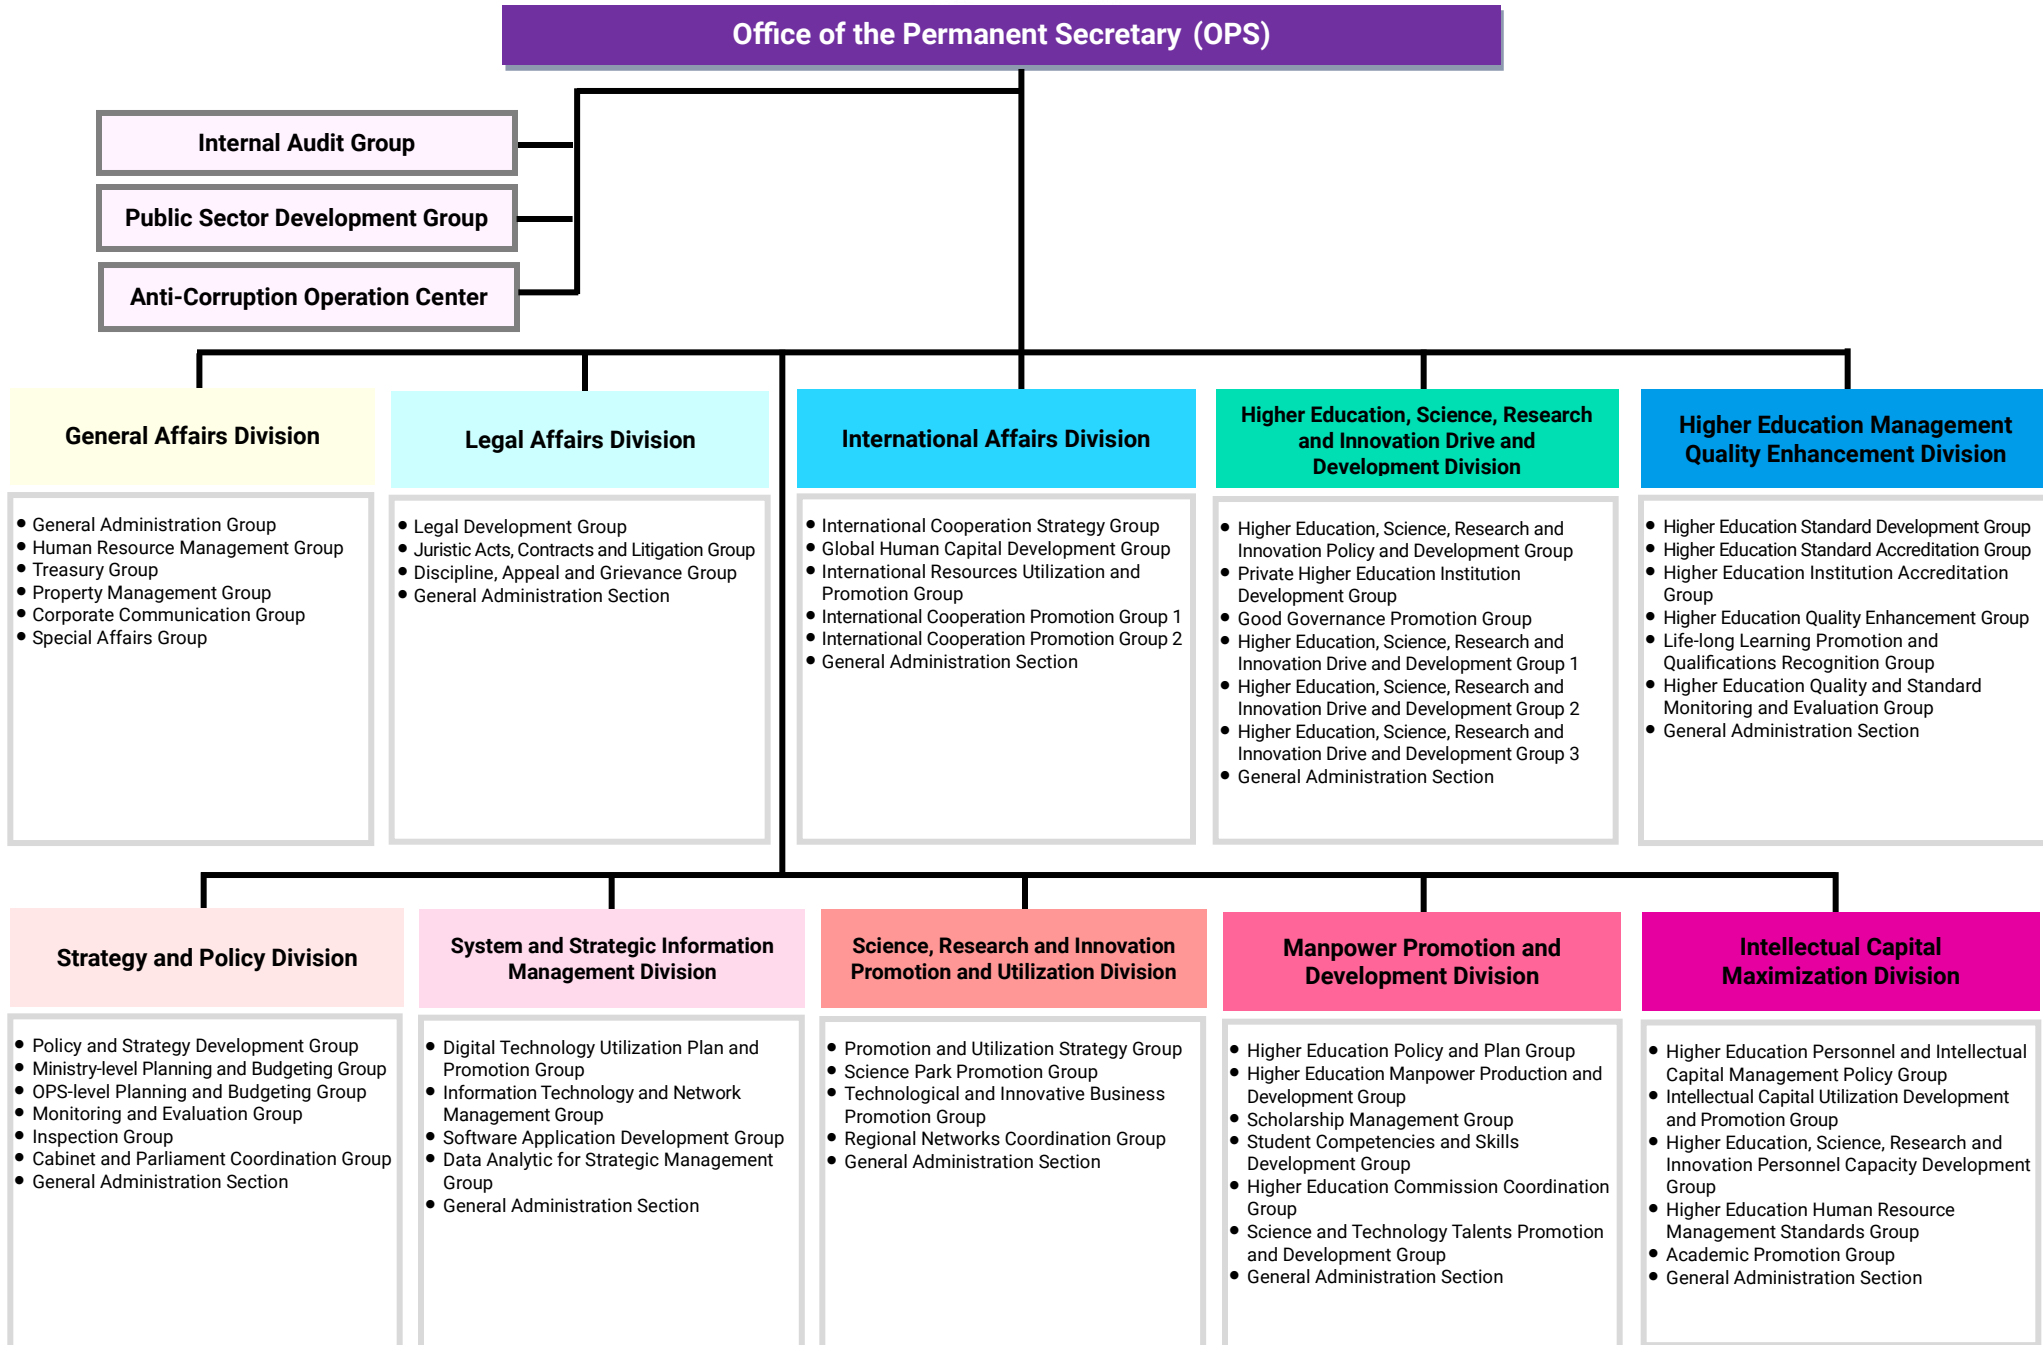 Office of the Permanent Secretary (OPS)
Internal Audit Group
Public Sector Development Group
Anti-Corruption Operation Center
General Affairs Division
• General Administration Group
• Human Resource Management Group
• Treasury Group
• Property Management Group
• Corporate Communication Group
• Special Affairs Group
Legal Affairs Division
• Legal Development Group
• Juristic Acts, Contracts and Litigation Group
• Discipline, Appeal and Grievance Group
• General Administration Section
International Affairs Division
• International Cooperation Strategy Group
• Global Human Capital Development Group
• International Resources Utilization and
Promotion Group
• International Cooperation Promotion Group 1
• International Cooperation Promotion Group 2
• General Administration Section
Higher Education, Science, Research
and Innovation Drive and
Development Division
• Higher Education, Science, Research and
Innovation Policy and Development Group
• Private Higher Education Institution
Development Group
• Good Governance Promotion Group
• Higher Education, Science, Research and
Innovation Drive and Development Group 1
• Higher Education, Science, Research and
Innovation Drive and Development Group 2
• Higher Education, Science, Research and
Innovation Drive and Development Group 3
• General Administration Section
Higher Education Management
Quality Enhancement Division
• Higher Education Standard Development Group
• Higher Education Standard Accreditation Group
• Higher Education Institution Accreditation
Group
• Higher Education Quality Enhancement Group
• Life-long Learning Promotion and
Qualifications Recognition Group
• Higher Education Quality and Standard
Monitoring and Evaluation Group
• General Administration Section
Strategy and Policy Division
• Policy and Strategy Development Group
• Ministry-level Planning and Budgeting Group
• OPS-level Planning and Budgeting Group
• Monitoring and Evaluation Group
• Inspection Group
• Cabinet and Parliament Coordination Group
• General Administration Section
System and Strategic Information
Management Division
• Digital Technology Utilization Plan and
Promotion Group
• Information Technology and Network
Management Group
• Software Application Development Group
• Data Analytic for Strategic Management
Group
• General Administration Section
Science, Research and Innovation
Promotion and Utilization Division
• Promotion and Utilization Strategy Group
• Science Park Promotion Group
• Technological and Innovative Business
Promotion Group
• Regional Networks Coordination Group
• General Administration Section
Manpower Promotion and
Development Division
• Higher Education Policy and Plan Group
• Higher Education Manpower Production and
Development Group
• Scholarship Management Group
• Student Competencies and Skills
Development Group
• Higher Education Commission Coordination
Group
• Science and Technology Talents Promotion
and Development Group
• General Administration Section
Intellectual Capital
Maximization Division
• Higher Education Personnel and Intellectual
Capital Management Policy Group
• Intellectual Capital Utilization Development
and Promotion Group
• Higher Education, Science, Research and
Innovation Personnel Capacity Development
Group
• Higher Education Human Resource
Management Standards Group
• Academic Promotion Group
• General Administration Section